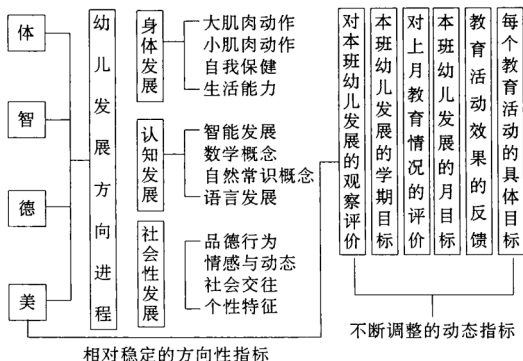 体
智
德
美
幼儿发展方向进程
身体发展
大肌肉动作
小肌肉动作
自我保健
生活能力
认知发展
智能发展
数学概念
自然常识概念
语言发展
社会性发展
品德行为
情感与动态
社会交往
个性特征
对本班幼儿发展的观察评价
本班幼儿发展的学期目标
对上月教育情况的评价
本班幼儿发展的月目标
教育活动效果的反馈
每个教育活动的具体目标
相对稳定的方向性指标
不断调整的动态指标